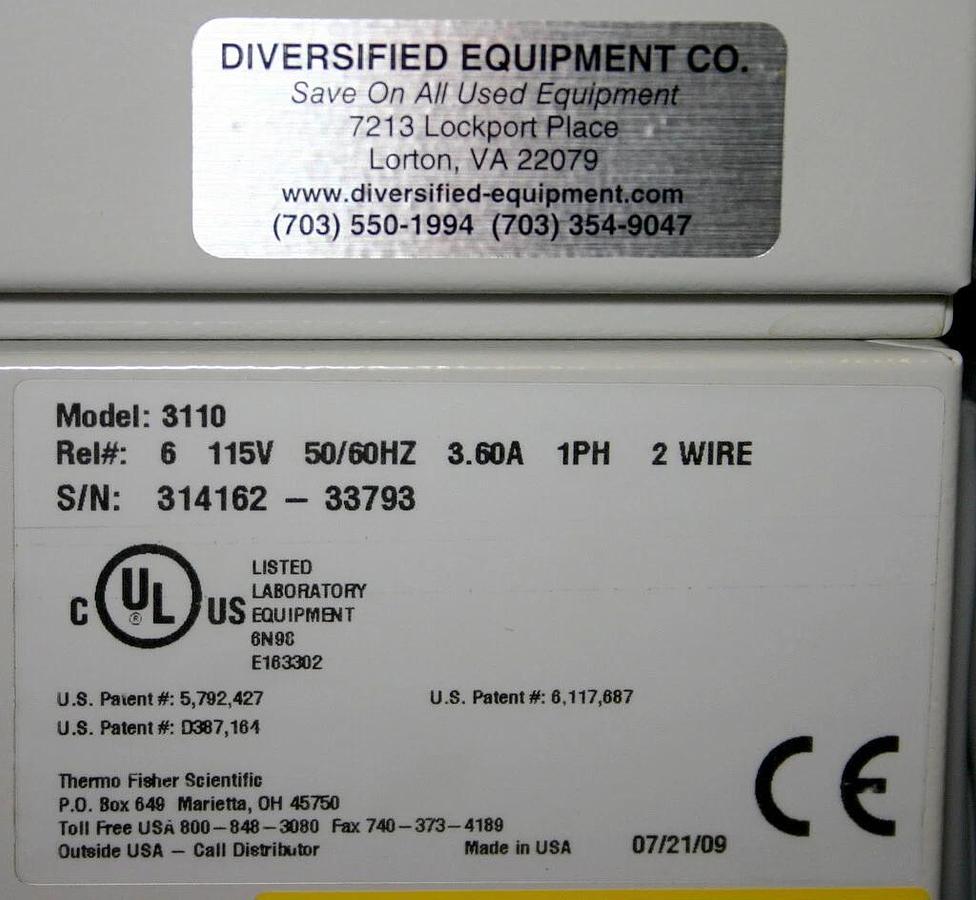 DIVERSIFIED EQUIPMENT CO.
Save On All Used Equipment
7213 Lockport Place
Lorton, VA 22079
www.diversified-equipment.com
(703) 550-1994 (703) 354-9047
Model: 3110
Rel#: 6 115V 50/60HZ 3.60A 1PH 2 WIRE
S/N: 314162 – 33793
C UL ® US
LISTED
LABORATORY
EQUIPMENT
6N98
E163302
U.S. Patent #: 5,792,427 U.S. Patent #: 6,117,687
U.S. Patent #: D387,164
Thermo Fisher Scientific
P.O. Box 649 Marietta, OH 45750
Toll Free USA 800–848–3080 Fax 740–373–4189
Outside USA – Call Distributor Made in USA 07/21/09
CE